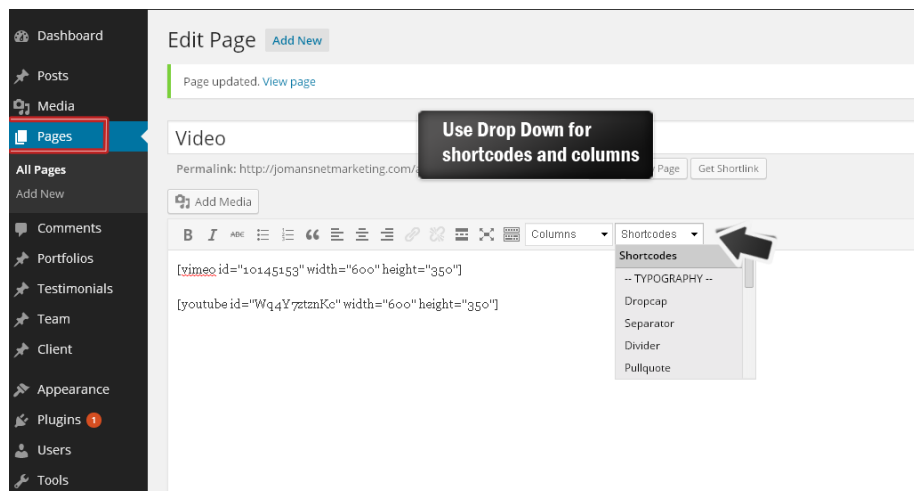 Dashboard
Posts
Media
Pages
All Pages
Add New
Comments
Portfolios
Testimonials
Team
Client
Appearance
Plugins 1
Users
Tools
Edit Page Add New
Page updated. View page
Use Drop Down for
shortcodes and columns
Video
Permalink: http://jomansnetmarketing.com/ Page Get Shortlink
Add Media
B I ABC Columns Shortcodes
Shortcodes
-- TYPOGRAPHY --
Dropcap
Separator
Divider
Pullquote
[vimeo id="10145153" width="600" height="350"]
[youtube id="Wq4Y7ztznKc" width="600" height="350"]